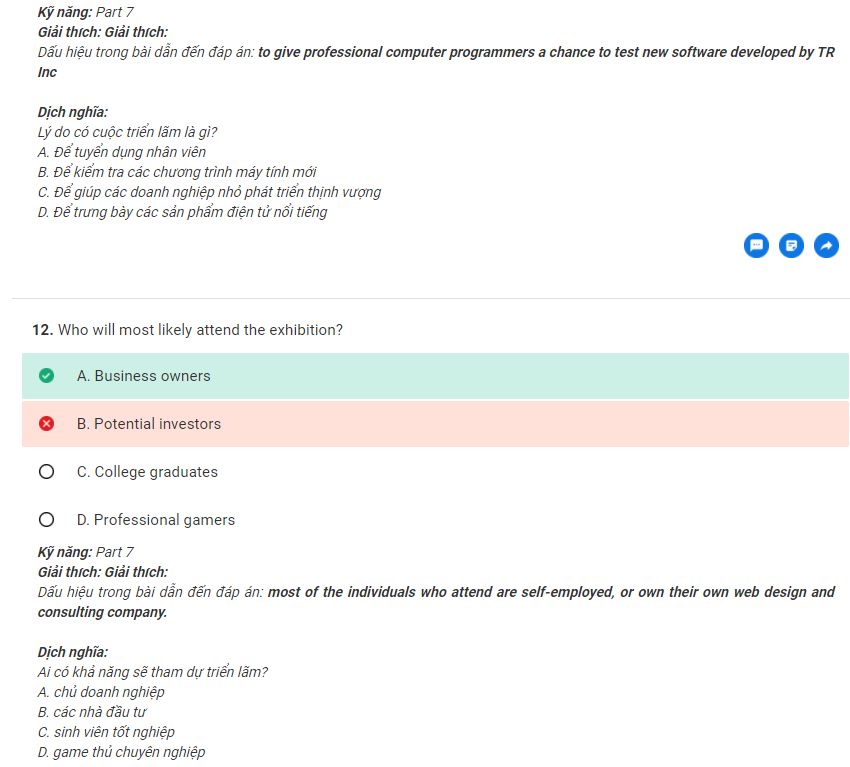 Kỹ năng: Part 7
Giải thích: Giải thích:
Dấu hiệu trong bài dẫn đến đáp án: to give professional computer programmers a chance to test new software developed by TR
Inc
Dịch nghĩa:
Lý do có cuộc triển lãm là gì?
A. Để tuyển dụng nhân viên
B. Để kiểm tra các chương trình máy tính mới
C. Để giúp các doanh nghiệp nhỏ phát triển thịnh vượng
D. Để trưng bày các sản phẩm điện tử nổi tiếng
12. Who will most likely attend the exhibition?
A. Business owners
B. Potential investors
C. College graduates
D. Professional gamers
Kỹ năng: Part 7
Giải thích: Giải thích:
Dấu hiệu trong bài dẫn đến đáp án: most of the individuals who attend are self-employed, or own their own web design and
consulting company.
Dịch nghĩa:
Ai có khả năng sẽ tham dự triển lãm?
A. chủ doanh nghiệp
B. các nhà đầu tư
C. sinh viên tốt nghiệp
D. game thủ chuyên nghiệp